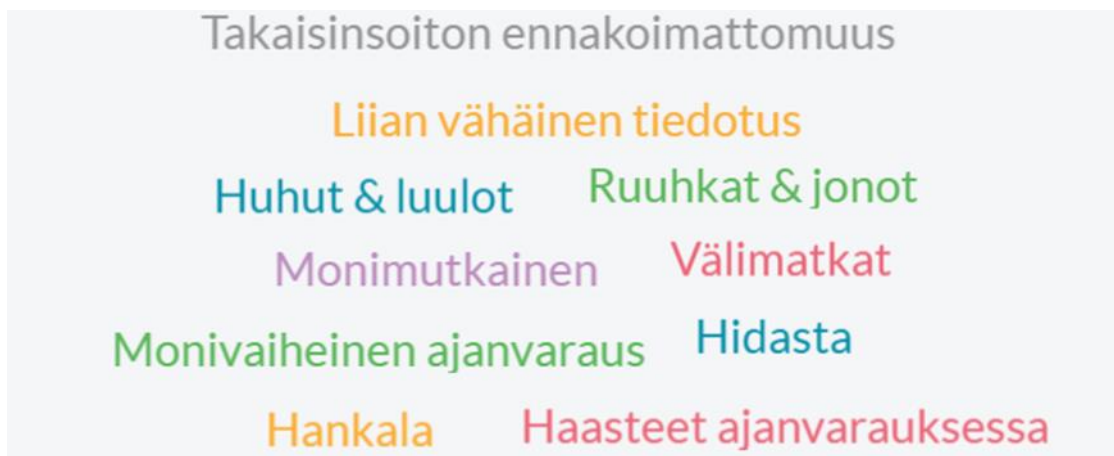 Takaisinsoiton ennakoimattomuus
Liian vähäinen tiedotus
Huhut & luulot
Ruuhkat & jonot
Monimutkainen
Välimatkat
Monivaiheinen ajanvaraus
Hidasta
Hankala
Haasteet ajanvarauksessa